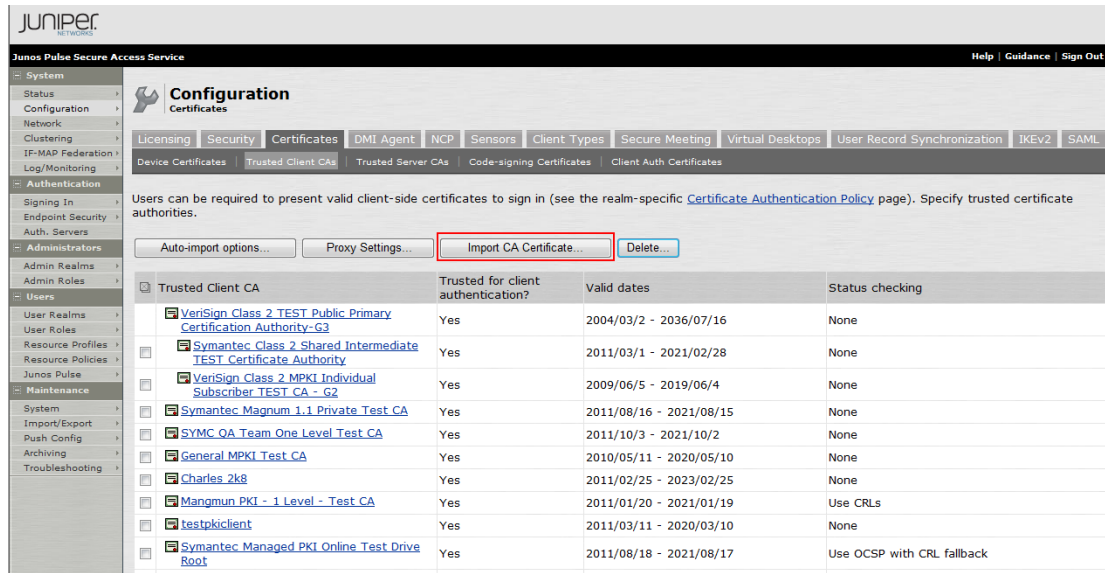 JUNIPER
NETWORKS
Junos Pulse Secure Access Service
Help | Guidance | Sign Out
System
Status
Configuration
Network
Clustering
IF-MAP Federation
Log/Monitoring
Authentication
Signing In
Endpoint Security
Auth. Servers
Administrators
Admin Realms
Admin Roles
Users
User Realms
User Roles
Resource Profiles
Resource Policies
Junos Pulse
Maintenance
System
Import/Export
Push Config
Archiving
Troubleshooting
Configuration
Certificates
Licensing Security Certificates DMI Agent NCP Sensors Client Types Secure Meeting Virtual Desktops User Record Synchronization IKEv2 SAML
Device Certificates | Trusted Client CAs | Trusted Server CAs | Code-signing Certificates | Client Auth Certificates
Users can be required to present valid client-side certificates to sign in (see the realm-specific Certificate Authentication Policy page). Specify trusted certificate
authorities.
Auto-import options... Proxy Settings... Import CA Certificate... Delete...
Trusted Client CA
Trusted for client
authentication?
Valid dates
Status checking
VeriSign Class 2 TEST Public Primary
Certification Authority-G3
Yes
2004/03/2 - 2036/07/16
None
Symantec Class 2 Shared Intermediate
TEST Certificate Authority
Yes
2011/03/1 - 2021/02/28
None
VeriSign Class 2 MPKI Individual
Subscriber TEST CA - G2
Yes
2009/06/5 - 2019/06/4
None
Symantec Magnum 1.1 Private Test CA
Yes
2011/08/16 - 2021/08/15
None
SYMC QA Team One Level Test CA
Yes
2011/10/3 - 2021/10/2
None
General MPKI Test CA
Yes
2010/05/11 - 2020/05/10
None
Charles 2k8
Yes
2011/02/25 - 2023/02/25
None
Mangmun PKI - 1 Level - Test CA
Yes
2011/01/20 - 2021/01/19
Use CRLs
testpkiclient
Yes
2011/03/11 - 2020/03/10
None
Symantec Managed PKI Online Test Drive
Root
Yes
2011/08/18 - 2021/08/17
Use OCSP with CRL fallback